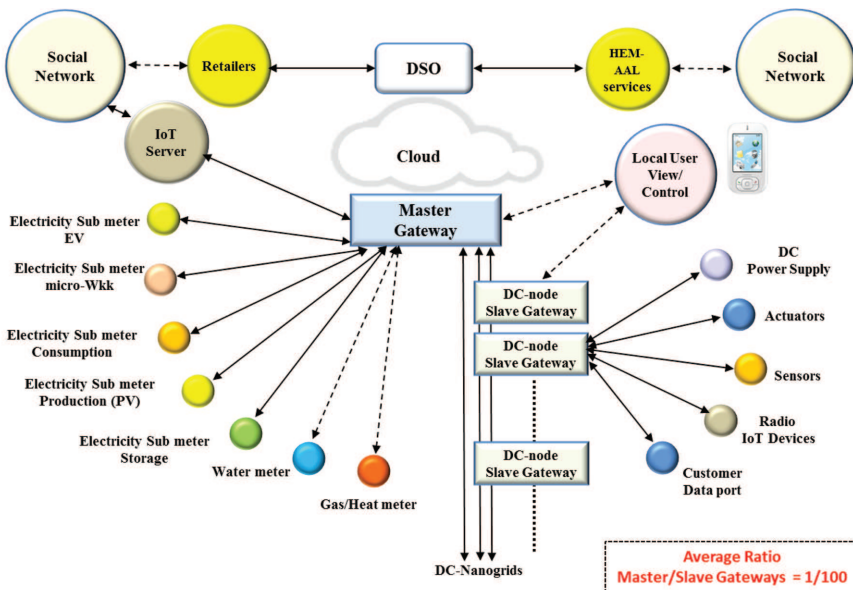 Social
Network
Retailers
DSO
HEM-
AAL
services
Social
Network
IoT
Server
Cloud
Local User
View/
Control
Master
Gateway
Electricity Sub meter
EV
Electricity Sub meter
micro-Wkk
Electricity Sub meter
Consumption
Electricity Sub meter
Production (PV)
Electricity Sub meter
Storage
Water meter
Gas/Heat meter
DC-node
Slave Gateway
DC-node
Slave Gateway
DC-node
Slave Gateway
DC
Power Supply
Actuators
Sensors
Radio
IoT Devices
Customer
Data port
DC-Nanogrids
Average Ratio
Master/Slave Gateways = 1/100